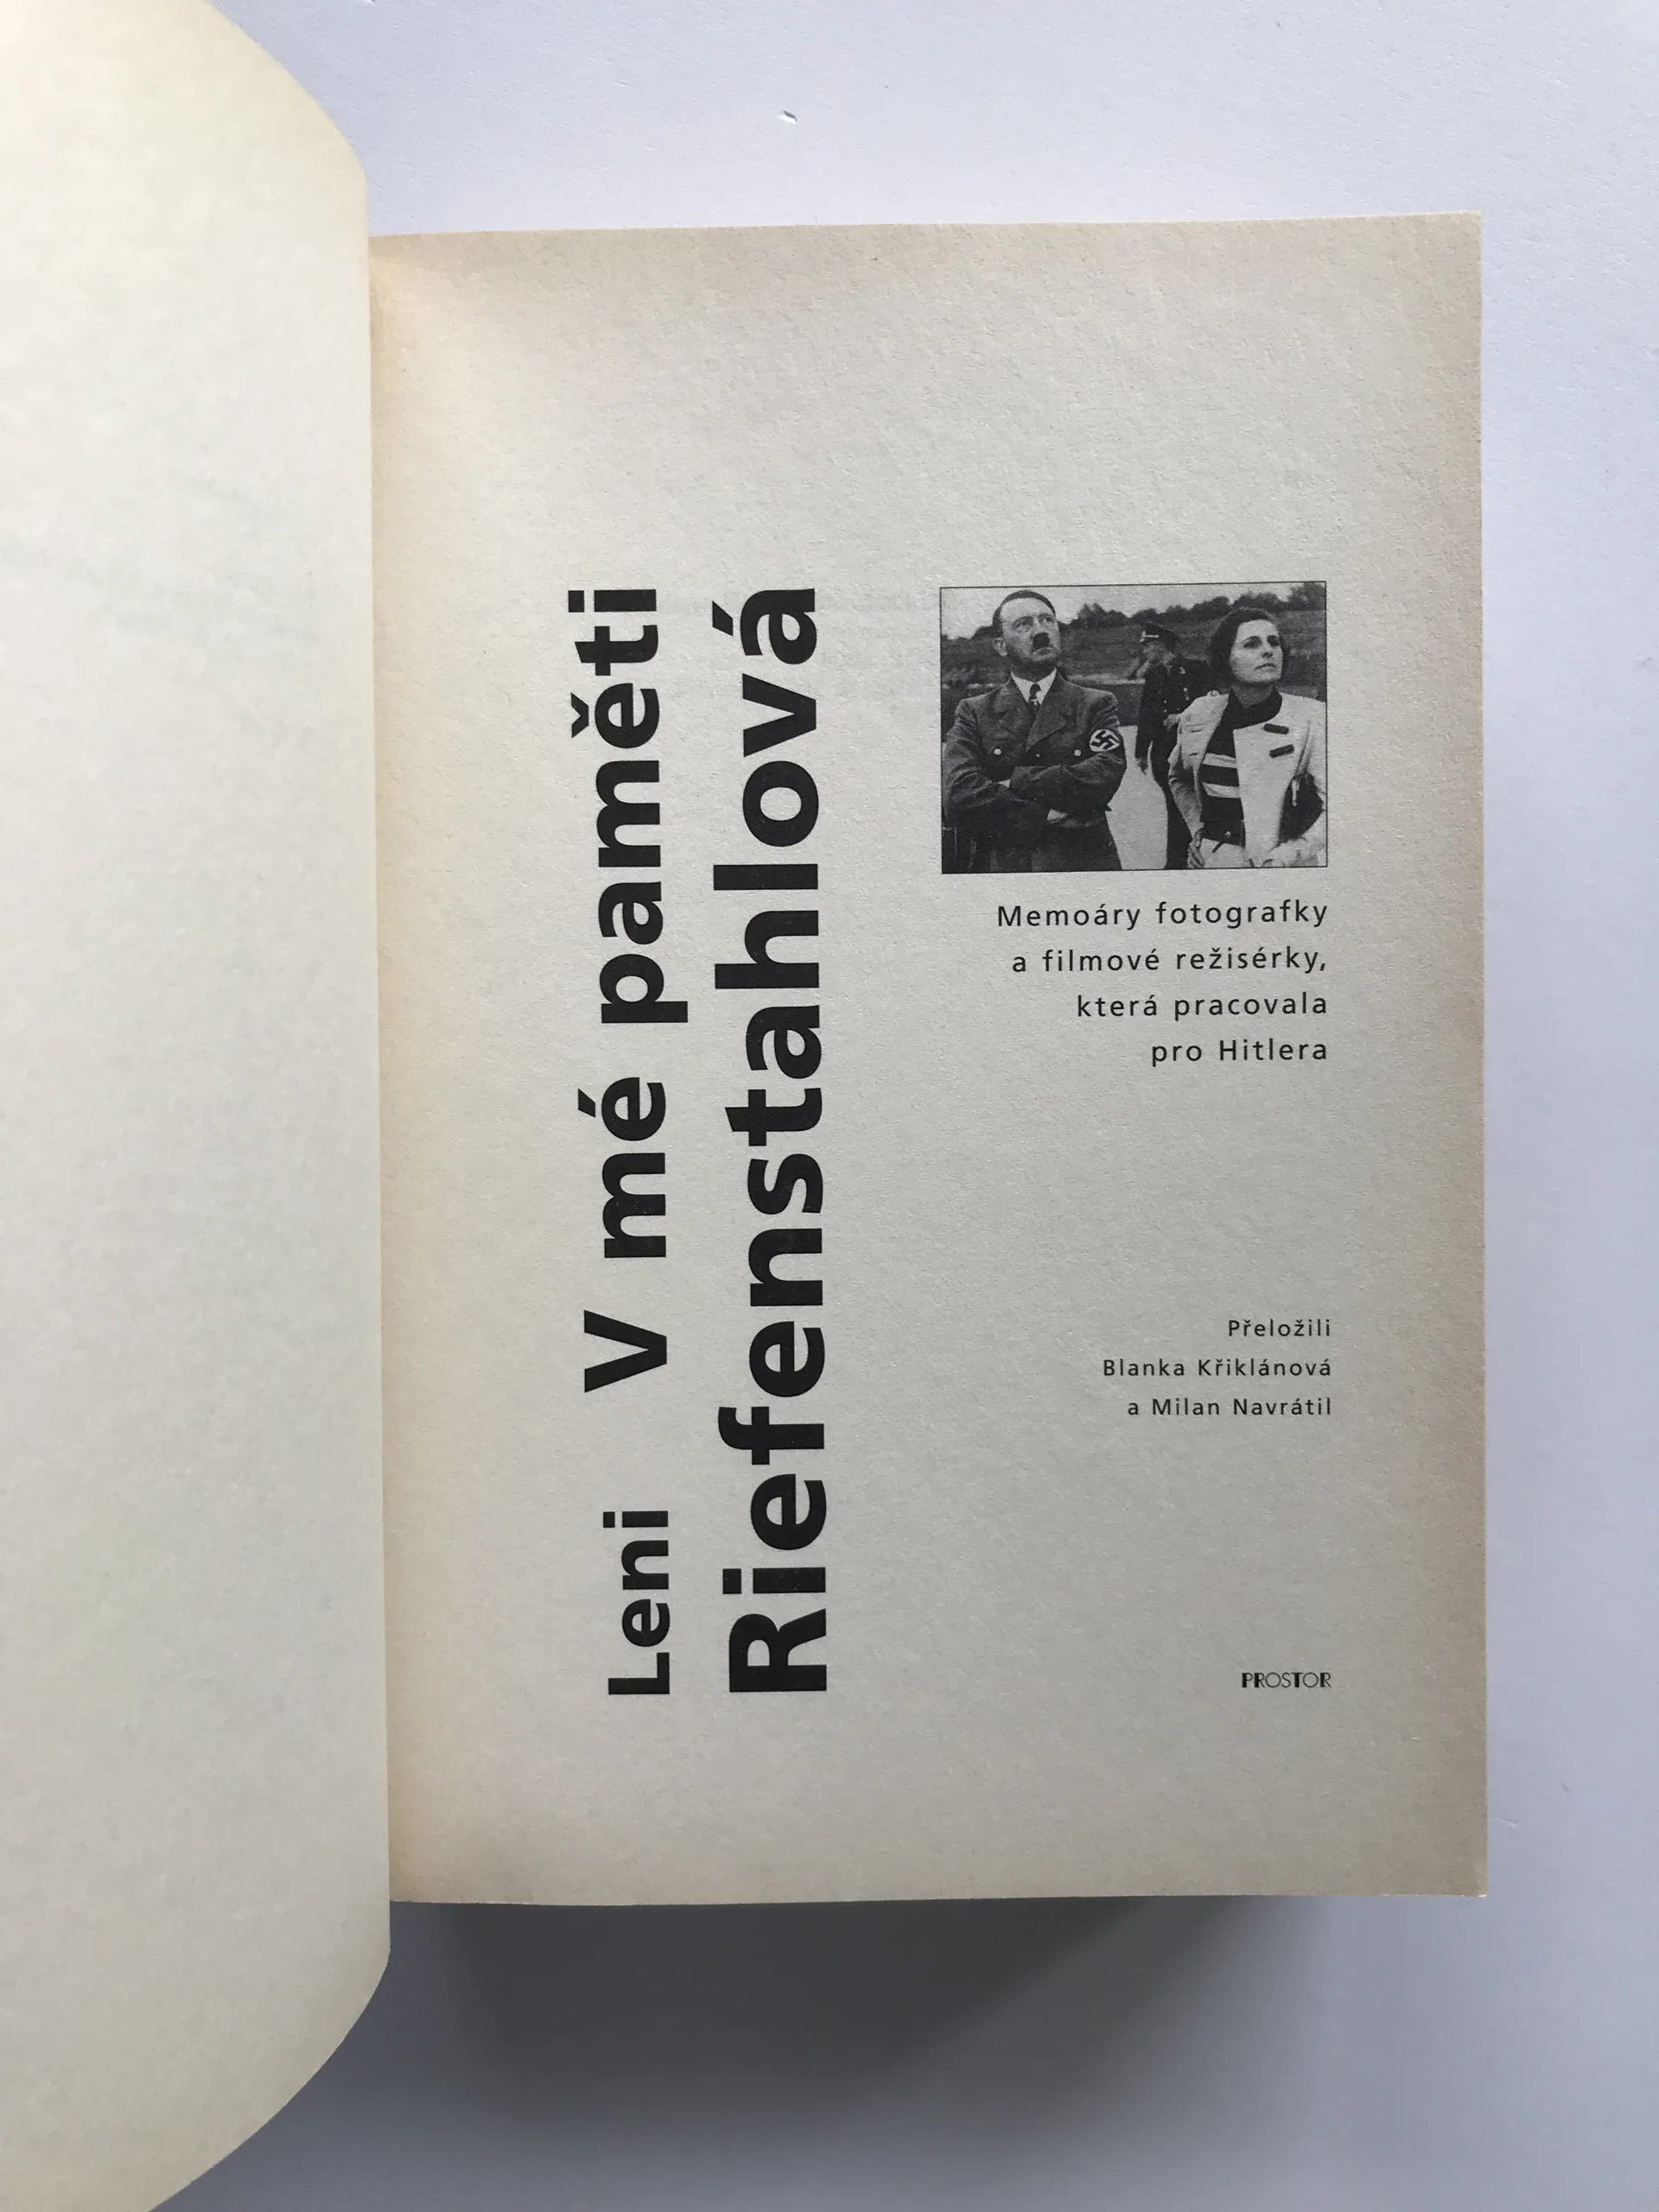 Leni V mé paměti
Riefenstahlová
Memoáry fotografky
a filmové režisérky,
která pracovala
pro Hitlera
Přeložili
Blanka Křiklánová
a Milan Navrátil
PROSTOR